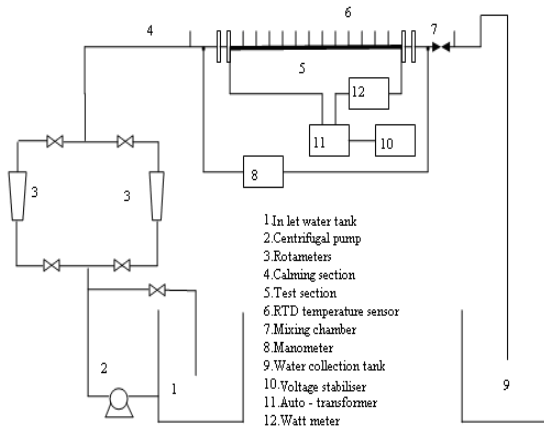 4
6
7
5
12
11
10
8
3
3
2
1
9
1.In let water tank
2.Centrifugal pump
3.Rotameters
4.Calming section
5.Test section
6.RTD temperature sensor
7.Mixing chamber
8.Manometer
9.Water collection tank
10.Voltage stabiliser
11.Auto - transformer
12.Watt meter